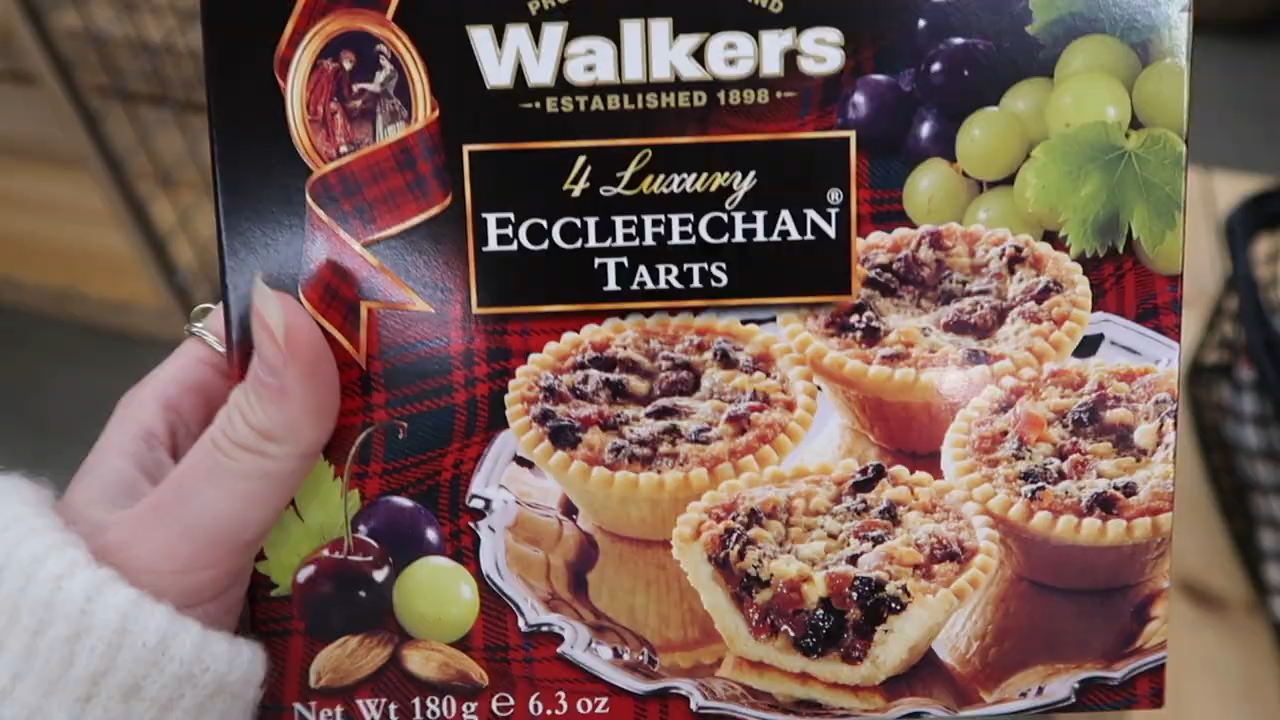 Walkers
ESTABLISHED 1898
4 Luxury
ECCLEFECHAN®
TARTS
Net Wt 180g e 6.3 oz